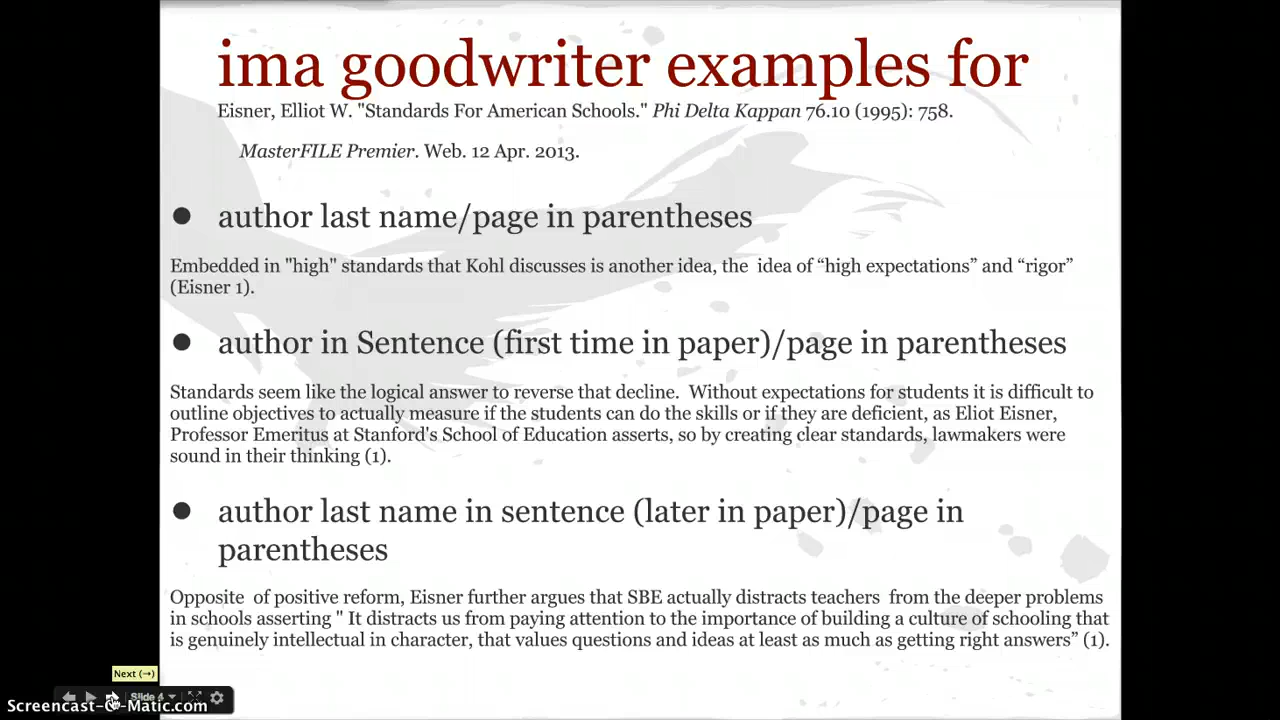 ima goodwriter examples for
Eisner, Elliot W. "Standards For American Schools." Phi Delta Kappan 76.10 (1995): 758.
MasterFILE Premier. Web. 12 Apr. 2013.
● author last name/page in parentheses
Embedded in "high" standards that Kohl discusses is another idea, the idea of “high expectations” and “rigor”
(Eisner 1).
● author in Sentence (first time in paper)/page in parentheses
Standards seem like the logical answer to reverse that decline. Without expectations for students it is difficult to
outline objectives to actually measure if the students can do the skills or if they are deficient, as Eliot Eisner,
Professor Emeritus at Stanford's School of Education asserts, so by creating clear standards, lawmakers were
sound in their thinking (1).
● author last name in sentence (later in paper)/page in
parentheses
Opposite of positive reform, Eisner further argues that SBE actually distracts teachers from the deeper problems
in schools asserting " It distracts us from paying attention to the importance of building a culture of schooling that
is genuinely intellectual in character, that values questions and ideas at least as much as getting right answers” (1).
Next (→)
Slide 4
Screencast-O-Matic.com